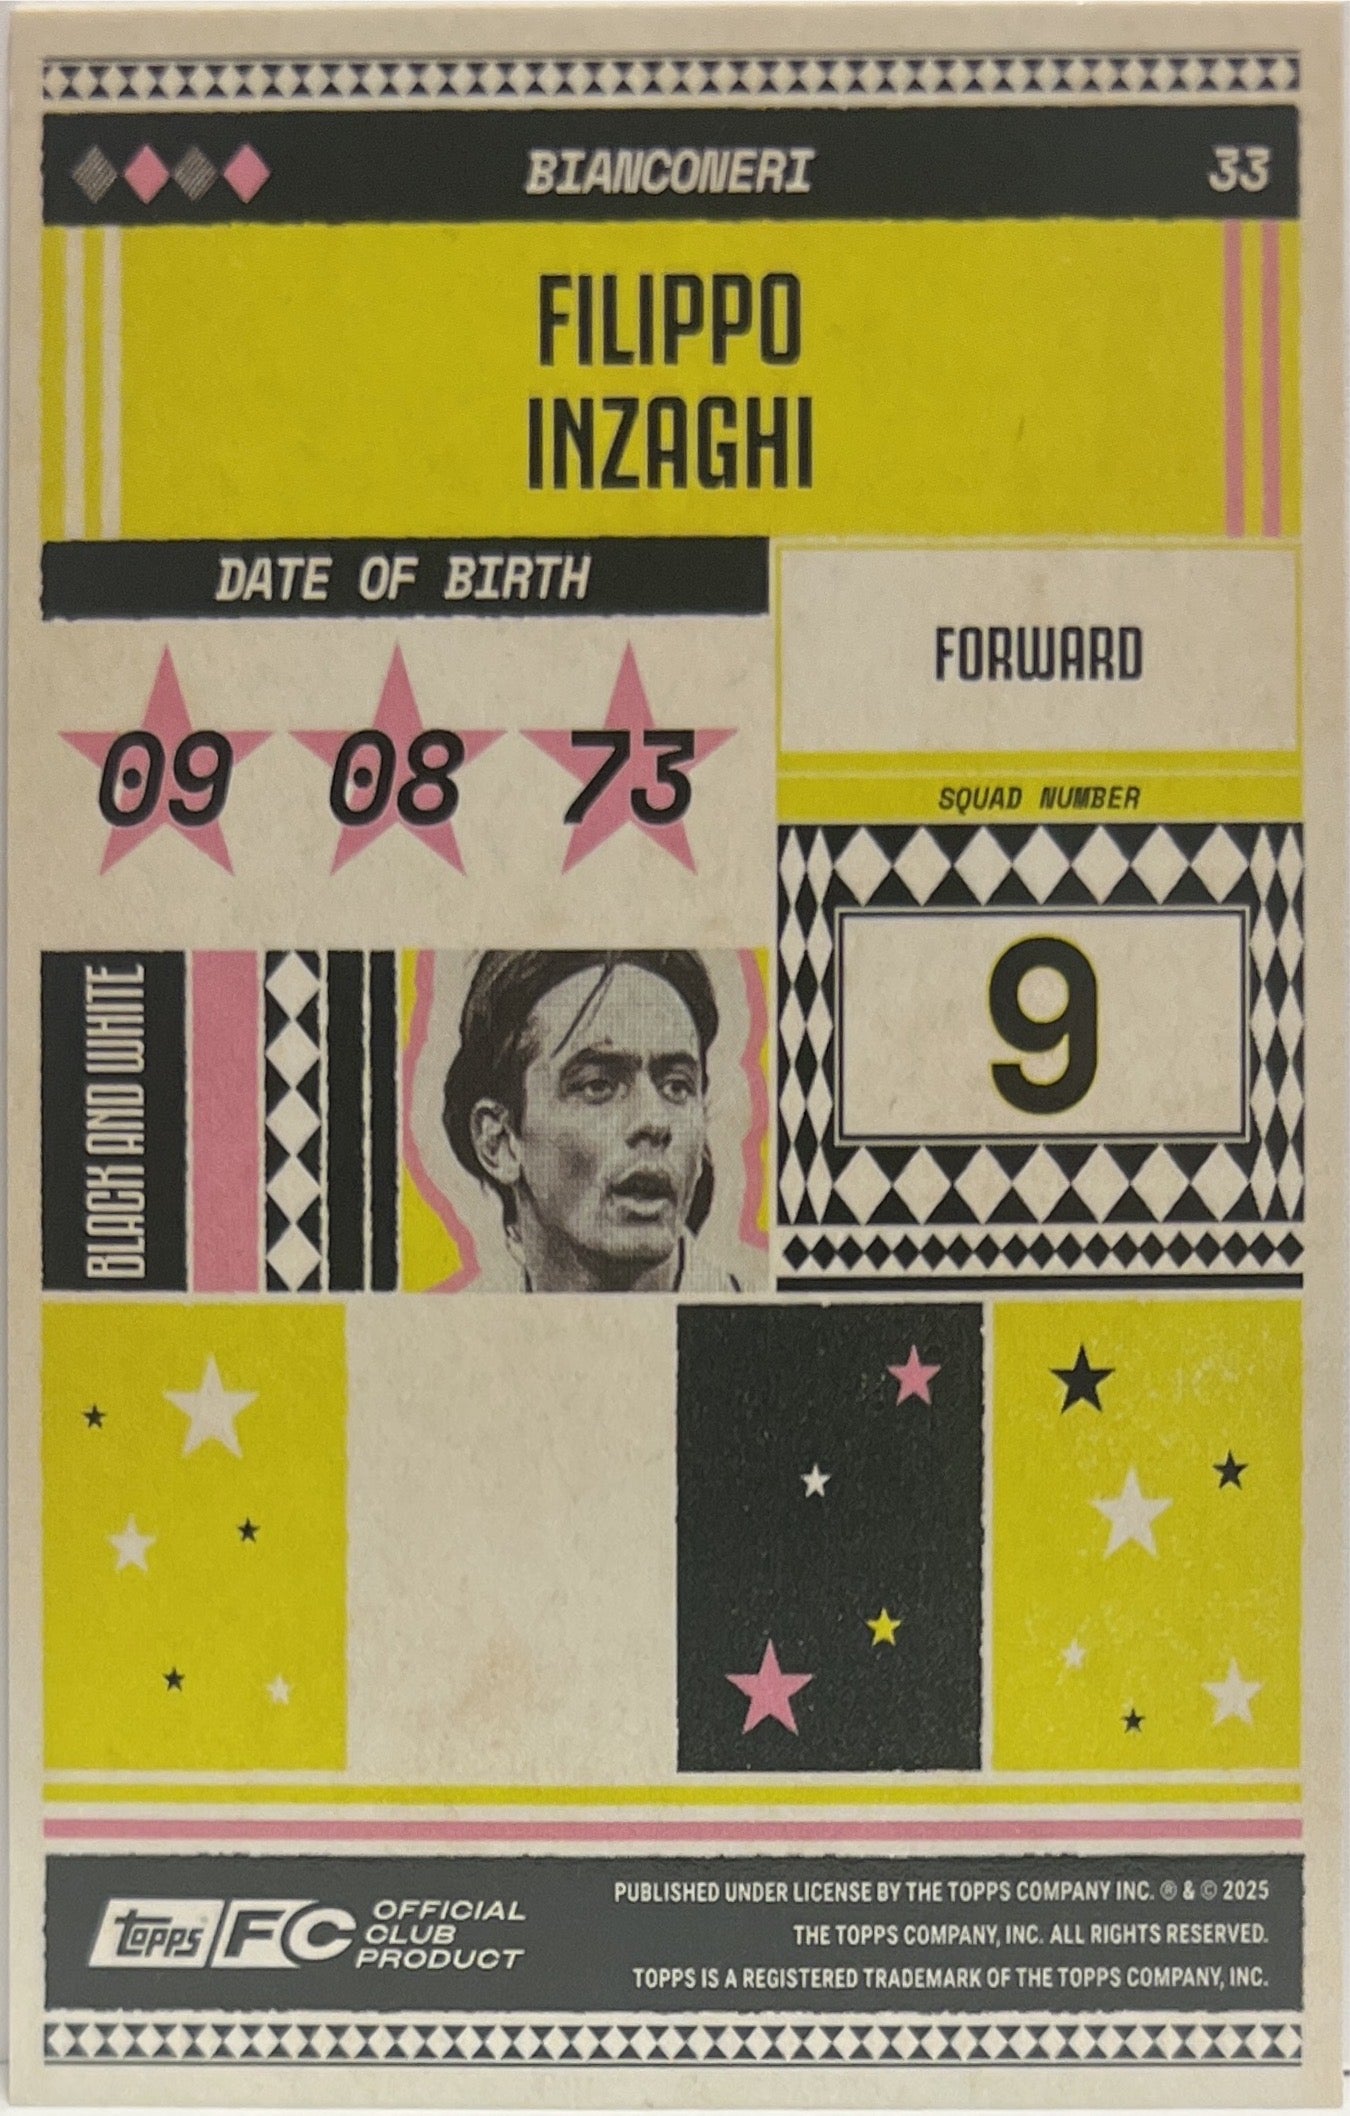 BIANCONERI
33
FILIPPO
INZAGHI
DATE OF BIRTH
09 08 73
FORWARD
SQUAD NUMBER
9
BLACK AND WHITE
TOPPS FC
OFFICIAL
CLUB
PRODUCT
PUBLISHED UNDER LICENSE BY THE TOPPS COMPANY INC. ® & © 2025
THE TOPPS COMPANY, INC. ALL RIGHTS RESERVED.
TOPPS IS A REGISTERED TRADEMARK OF THE TOPPS COMPANY, INC.